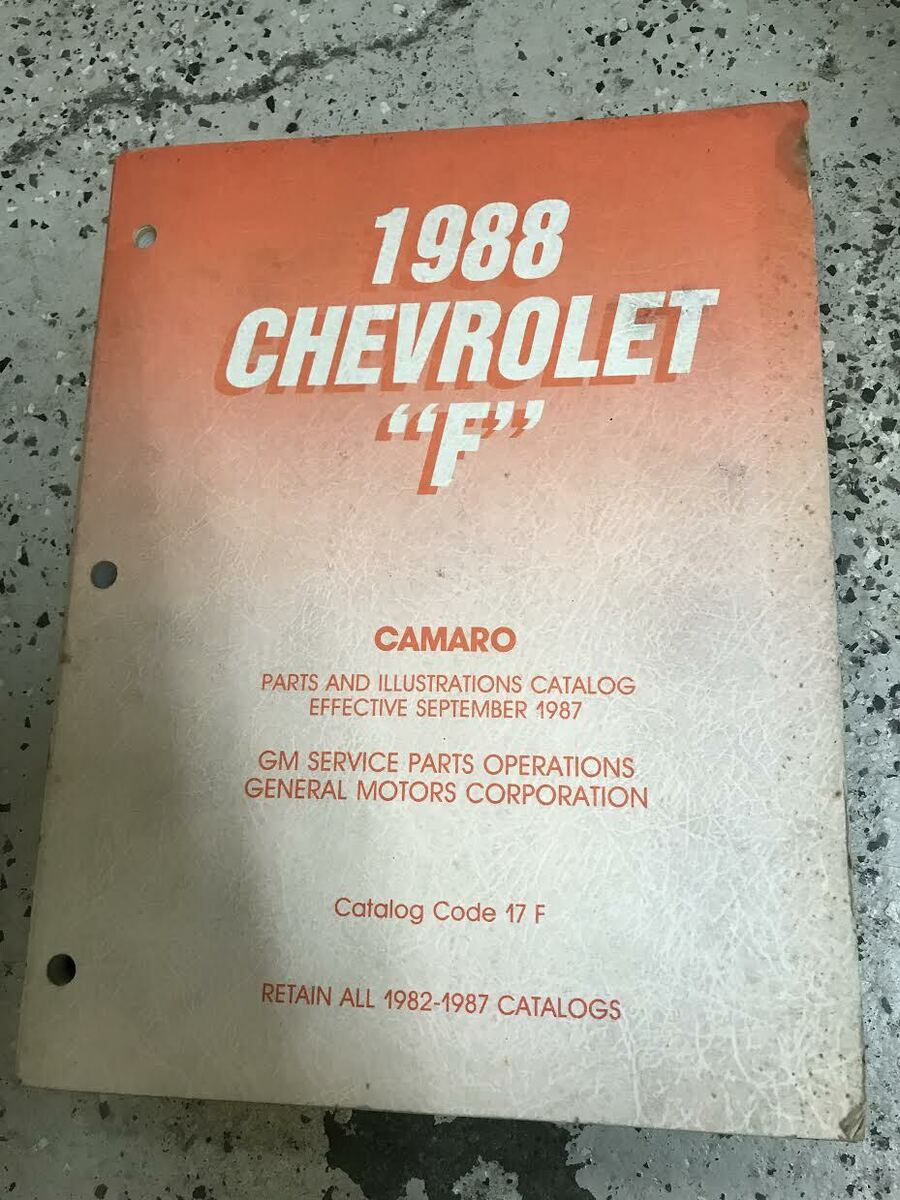 1988
CHEVROLET
“F”
CAMARO
PARTS AND ILLUSTRATIONS CATALOG
EFFECTIVE SEPTEMBER 1987
GM SERVICE PARTS OPERATIONS
GENERAL MOTORS CORPORATION
Catalog Code 17 F
RETAIN ALL 1982-1987 CATALOGS